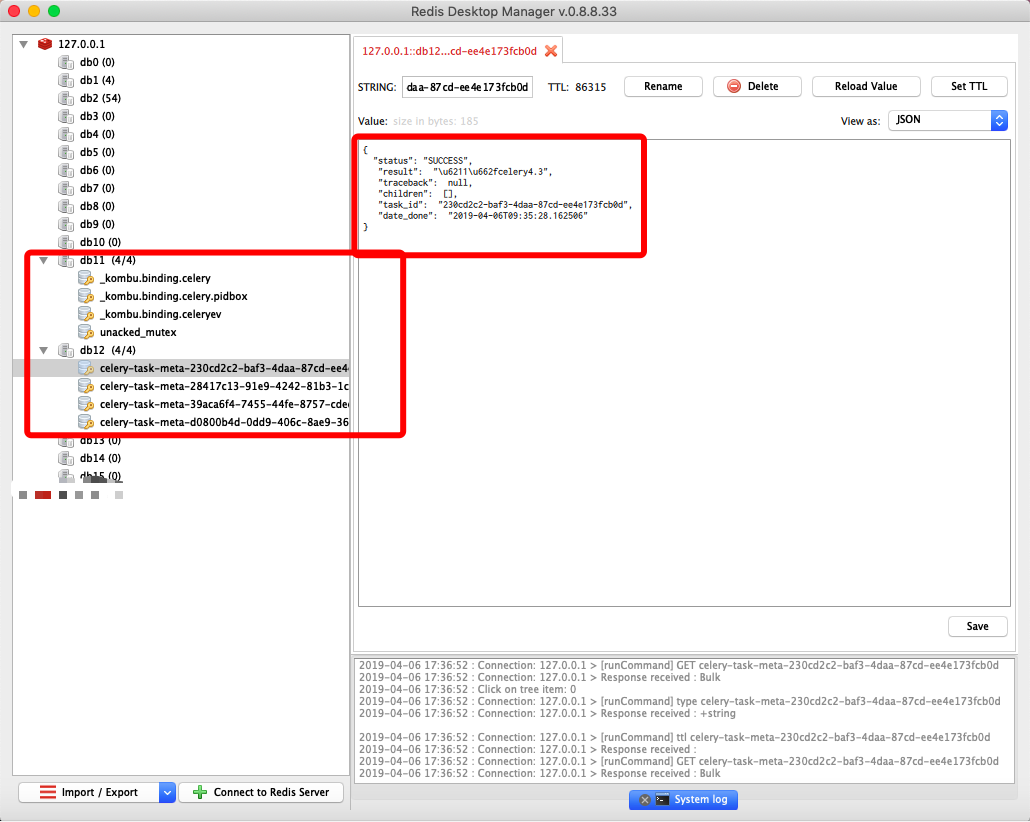 Redis Desktop Manager v.0.8.8.33
127.0.0.1
db0 (0)
db1 (4)
db2 (54)
db3 (0)
db4 (0)
db5 (0)
db6 (0)
db7 (0)
db8 (0)
db9 (0)
db10 (0)
db11 (4/4)
_kombu.binding.celery
_kombu.binding.celery.pidbox
_kombu.binding.celeryev
unacked_mutex
db12 (4/4)
celery-task-meta-230cd2c2-baf3-4daa-87cd-ee4
celery-task-meta-28417c13-91e9-4242-81b3-1c
celery-task-meta-39aca6f4-7455-44fe-8757-cde
celery-task-meta-d0800b4d-0dd9-406c-8ae9-36
db13 (0)
db14 (0)
db15 (0)
Import / Export
Connect to Redis Server
127.0.0.1::db12...cd-ee4e173fcb0d
STRING: daa-87cd-ee4e173fcb0d TTL: 86315 Rename Delete Reload Value Set TTL
Value: size in bytes: 185 View as: JSON
{
"status": "SUCCESS",
"result": "\u6211\u662fcelery4.3",
"traceback": null,
"children": [],
"task_id": "230cd2c2-baf3-4daa-87cd-ee4e173fcb0d",
"date_done": "2019-04-06T09:35:28.162506"
}
Save
2019-04-06 17:36:52 : Connection: 127.0.0.1 > [runCommand] GET celery-task-meta-230cd2c2-baf3-4daa-87cd-ee4e173fcb0d
2019-04-06 17:36:52 : Connection: 127.0.0.1 > Response received : Bulk
2019-04-06 17:36:52 : Click on tree item: 0
2019-04-06 17:36:52 : Connection: 127.0.0.1 > [runCommand] type celery-task-meta-230cd2c2-baf3-4daa-87cd-ee4e173fcb0d
2019-04-06 17:36:52 : Connection: 127.0.0.1 > Response received : +string
2019-04-06 17:36:52 : Connection: 127.0.0.1 > [runCommand] ttl celery-task-meta-230cd2c2-baf3-4daa-87cd-ee4e173fcb0d
2019-04-06 17:36:52 : Connection: 127.0.0.1 > Response received :
2019-04-06 17:36:52 : Connection: 127.0.0.1 > [runCommand] GET celery-task-meta-230cd2c2-baf3-4daa-87cd-ee4e173fcb0d
2019-04-06 17:36:52 : Connection: 127.0.0.1 > Response received : Bulk
System log